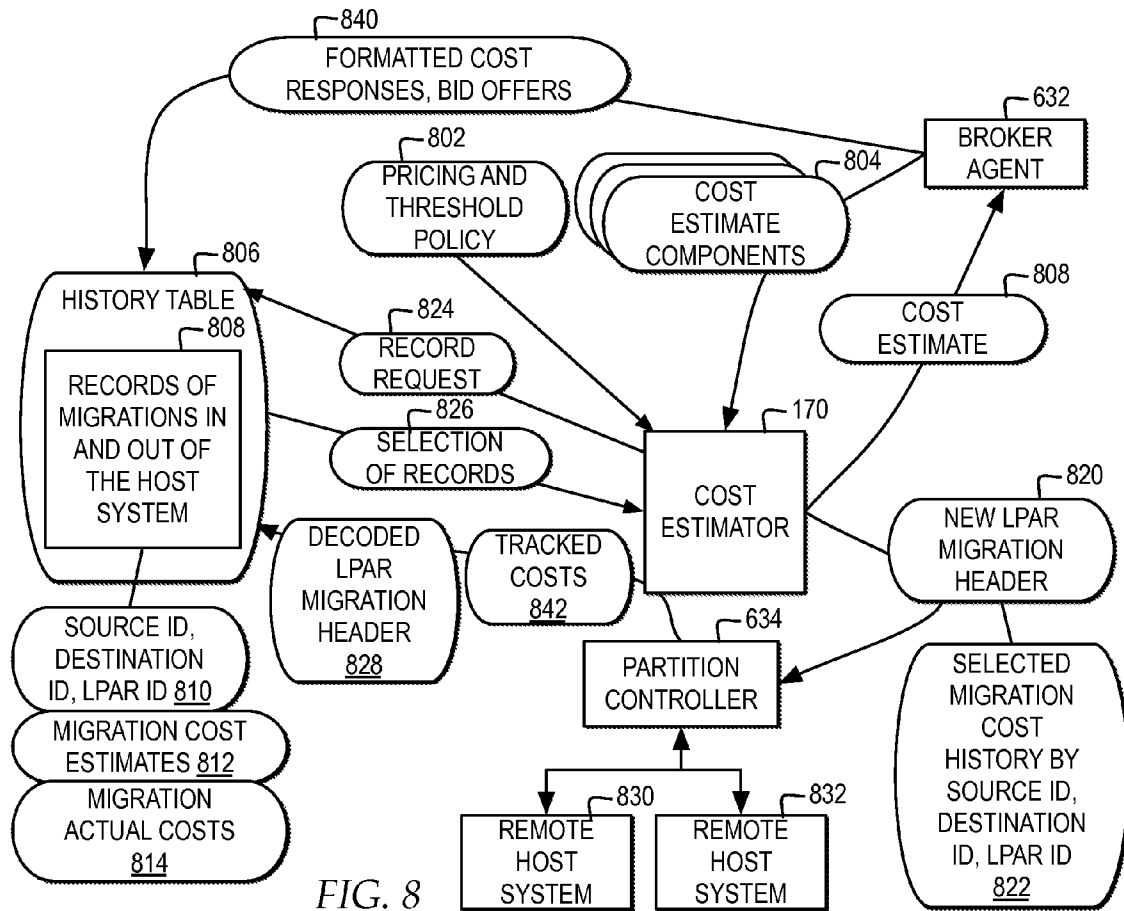 840
FORMATTED COST
RESPONSES, BID OFFERS
632
BROKER
AGENT
802
PRICING AND
THRESHOLD
POLICY
804
COST
ESTIMATE
COMPONENTS
806
HISTORY TABLE
808
RECORDS OF
MIGRATIONS IN
AND OUT OF
THE HOST
SYSTEM
824
RECORD
REQUEST
826
SELECTION
OF RECORDS
808
COST
ESTIMATE
170
COST
ESTIMATOR
820
NEW LPAR
MIGRATION
HEADER
DECODED
LPAR
MIGRATION
HEADER
828
TRACKED
COSTS
842
634
PARTITION
CONTROLLER
SOURCE ID,
DESTINATION
ID, LPAR ID 810
MIGRATION COST
ESTIMATES 812
MIGRATION
ACTUAL COSTS
814
SELECTED
MIGRATION
COST
HISTORY BY
SOURCE ID,
DESTINATION
ID, LPAR ID
822
830
REMOTE
HOST
SYSTEM
832
REMOTE
HOST
SYSTEM
FIG. 8